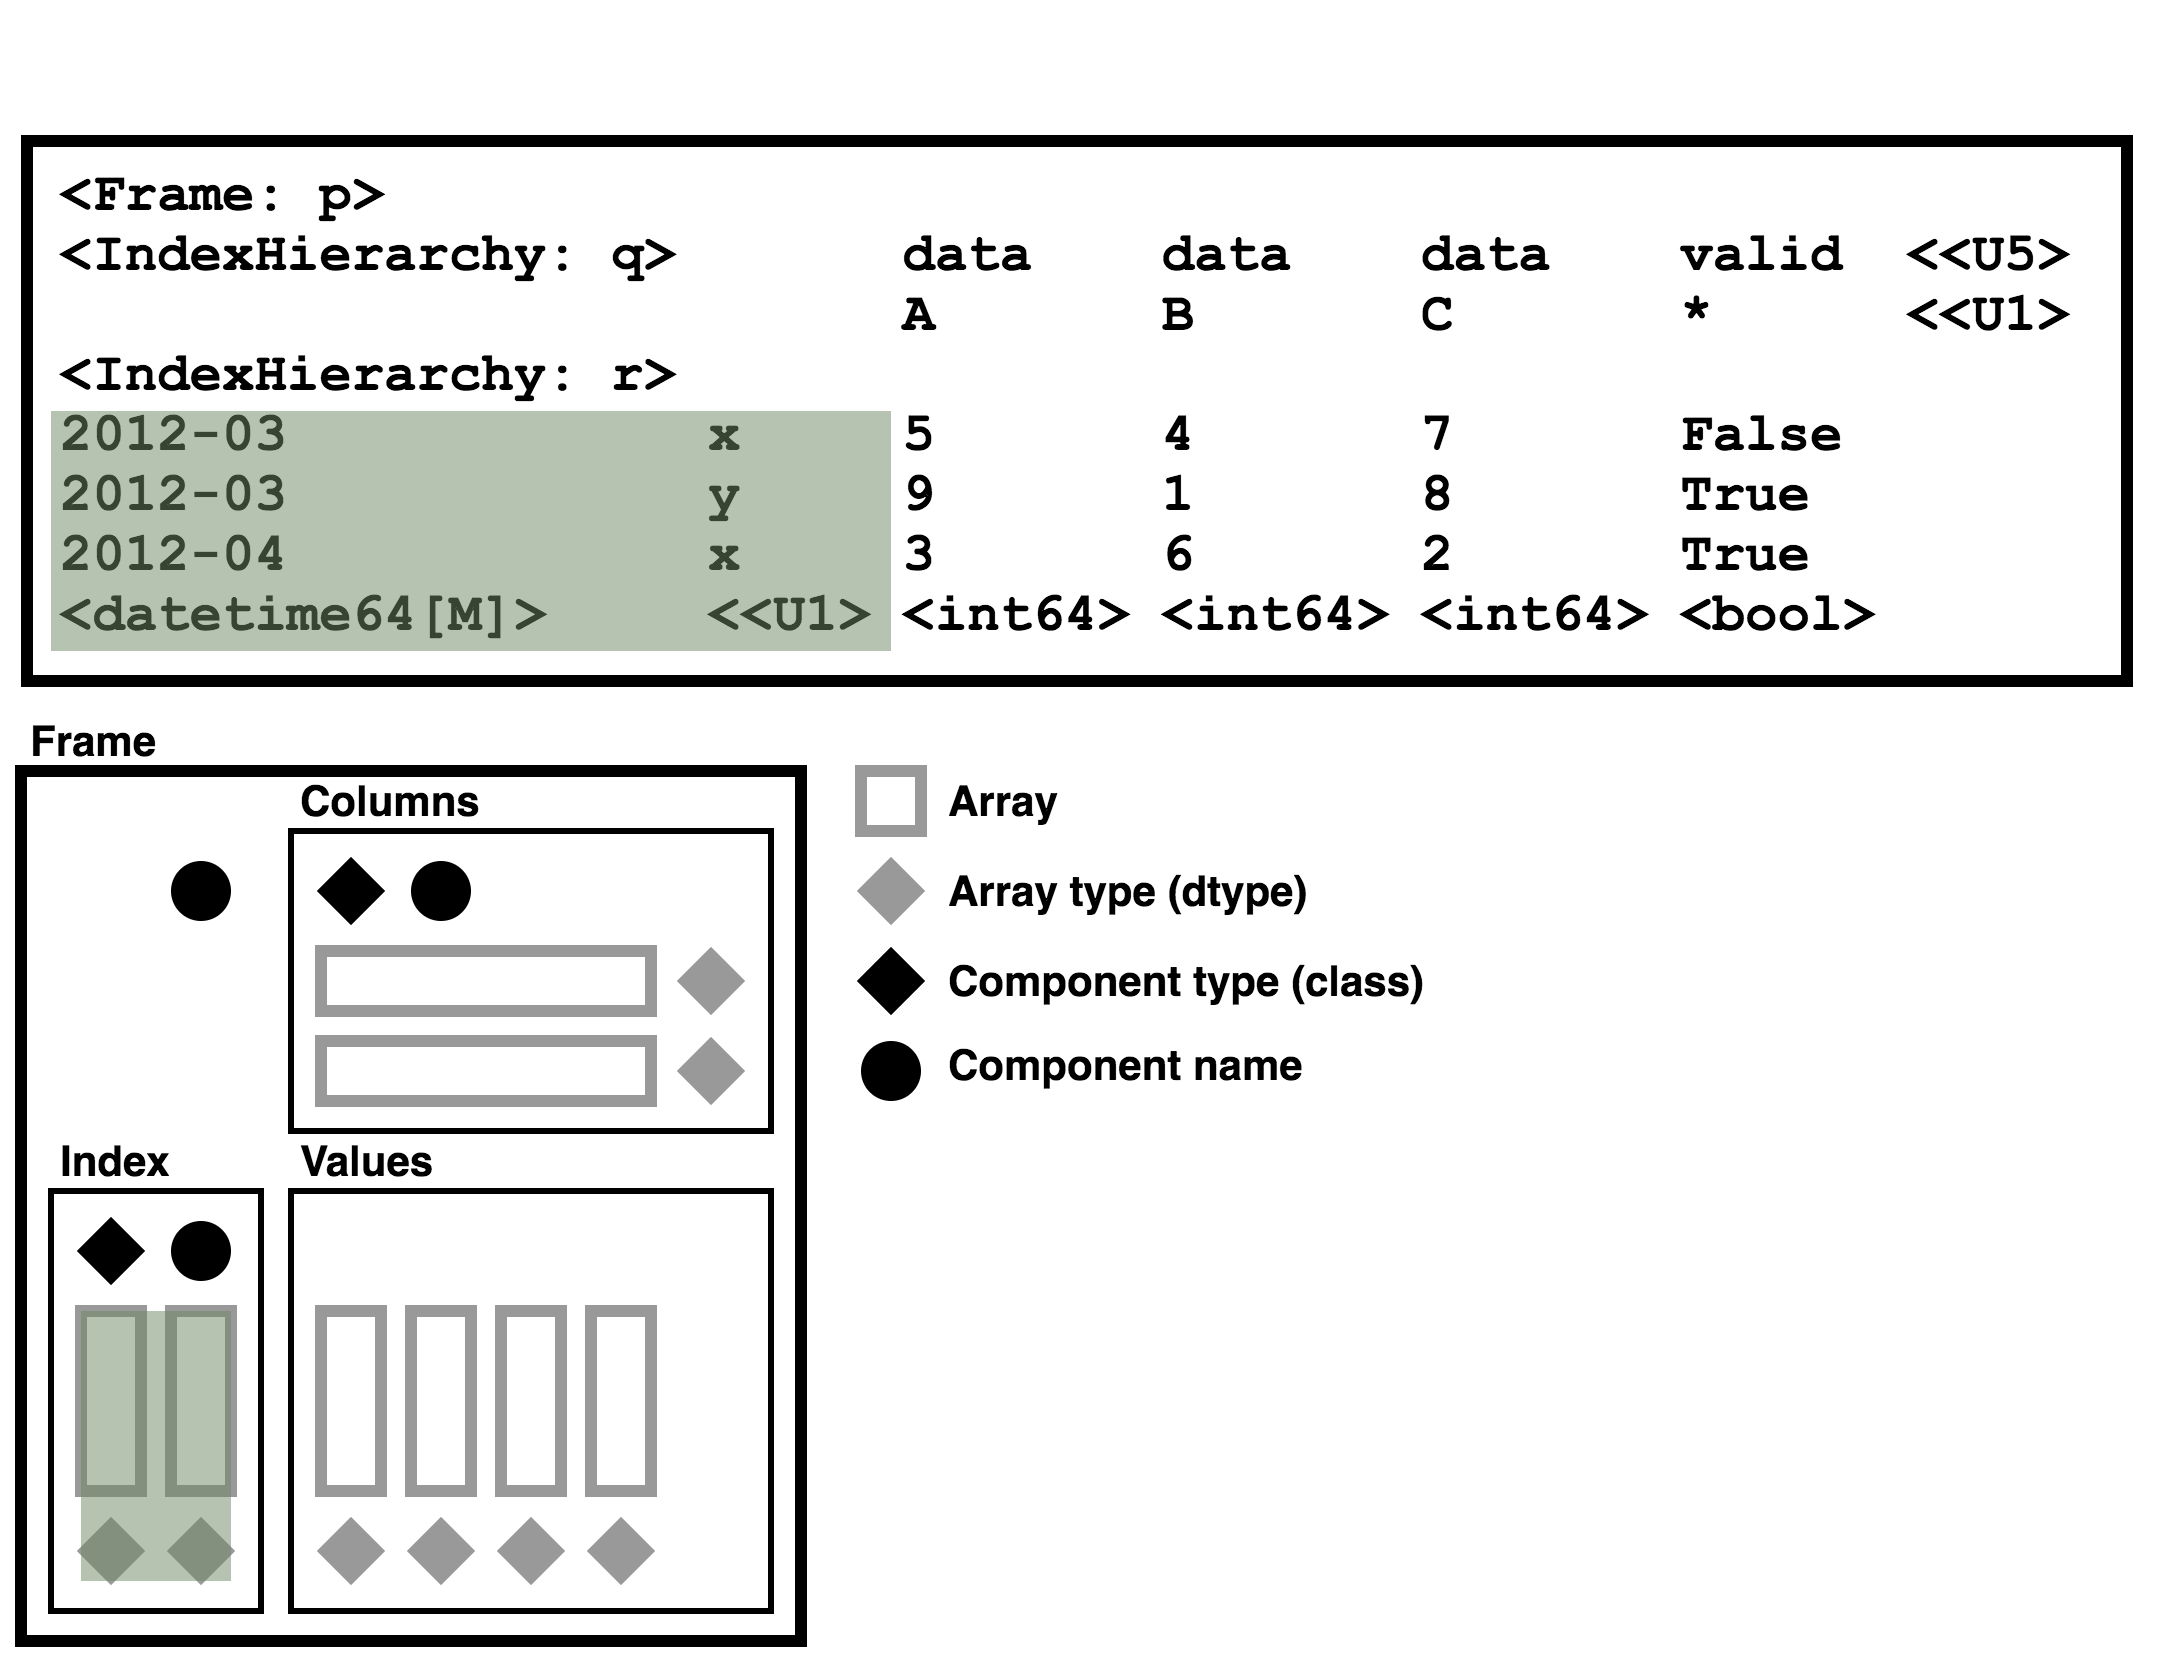 <Frame: p>
<IndexHierarchy: q> data data data valid <<U5>
A B C * <<U1>
<IndexHierarchy: r>
2012-03 x 5 4 7 False
2012-03 y 9 1 8 True
2012-04 x 3 6 2 True
<datetime64[M]> <<U1> <int64> <int64> <int64> <bool>
Frame
Columns
Index
Values
Array
Array type (dtype)
Component type (class)
Component name